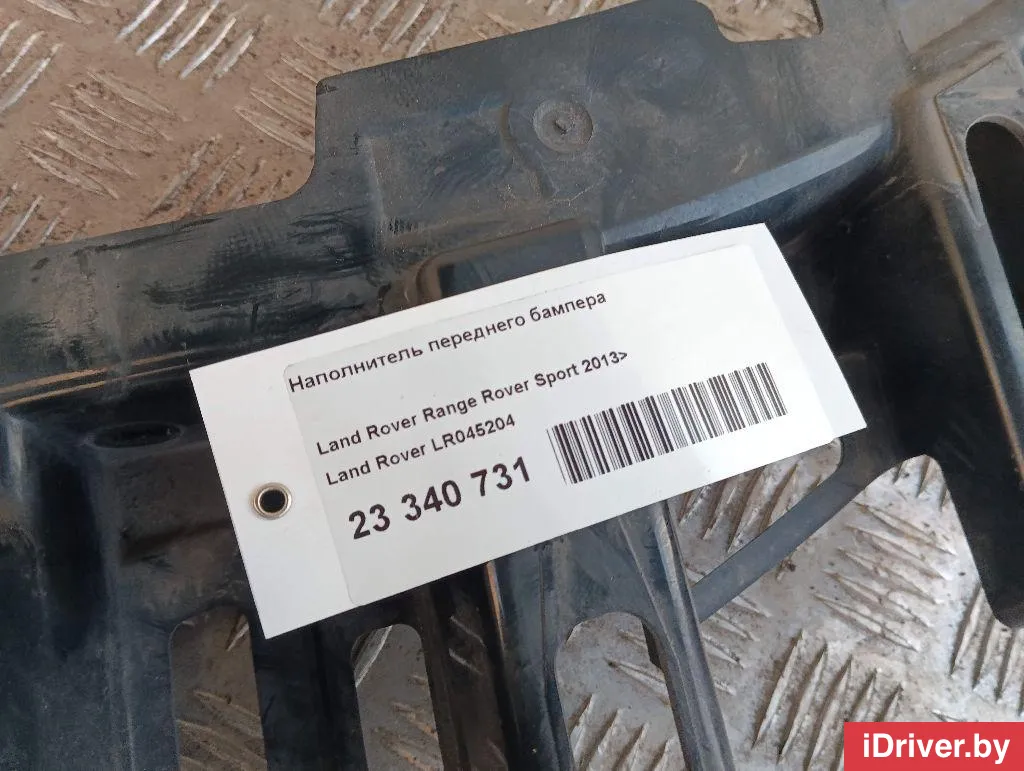 Наполнитель переднего бампера
Land Rover Range Rover Sport 2013>
Land Rover LR045204
23 340 731
iDriver.by